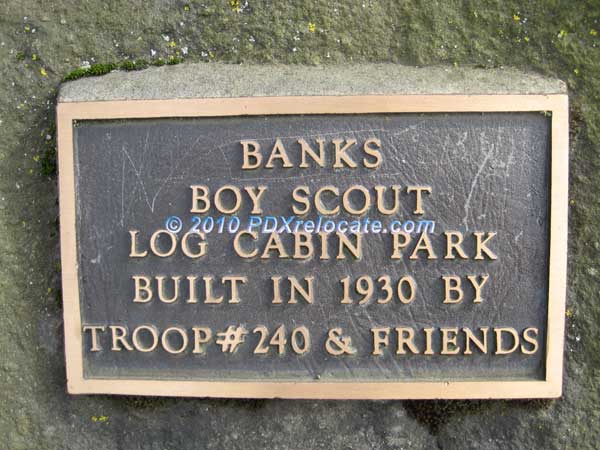 BANKS
BOY SCOUT
© 2010 PDXrelocate.com
LOG CABIN PARK
BUILT IN 1930 BY
TROOP# 240 & FRIENDS